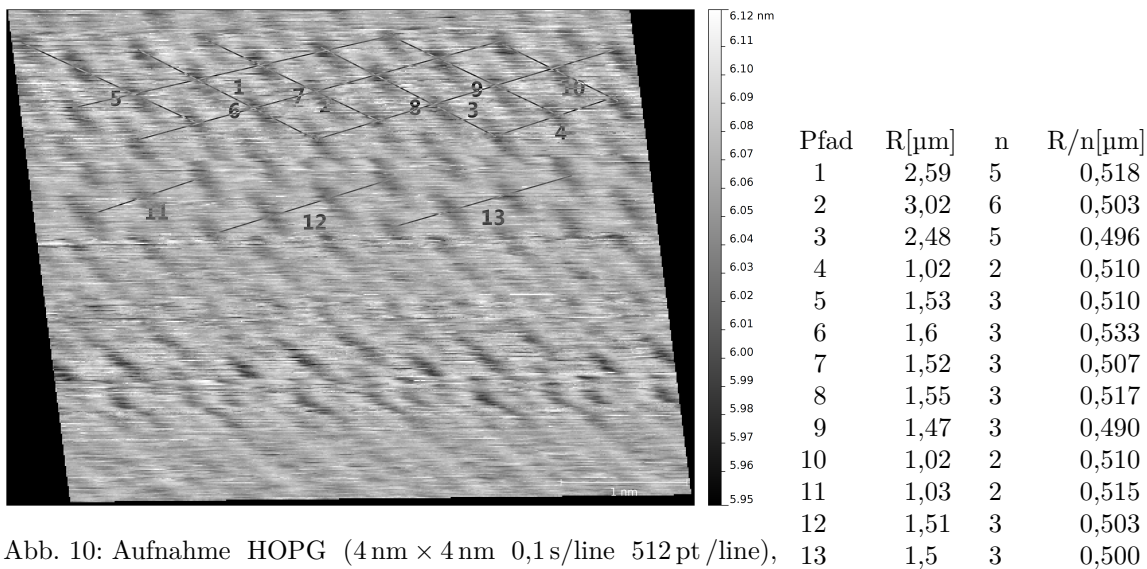 6.12 nm
6.11
6.10
6.09
6.08
6.07
6.06
6.05
6.04
6.03
6.02
6.01
6.00
5.99
5.98
5.97
5.96
5.95
1
2
3
4
5
6
7
8
9
10
11
12
13
1 nm
Abb. 10: Aufnahme HOPG (4 nm × 4 nm 0,1 s/line 512 pt /line),
Pfad R[µm] n R/n[µm]
1 2,59 5 0,518
2 3,02 6 0,503
3 2,48 5 0,496
4 1,02 2 0,510
5 1,53 3 0,510
6 1,6 3 0,533
7 1,52 3 0,507
8 1,55 3 0,517
9 1,47 3 0,490
10 1,02 2 0,510
11 1,03 2 0,515
12 1,51 3 0,503
13 1,5 3 0,500